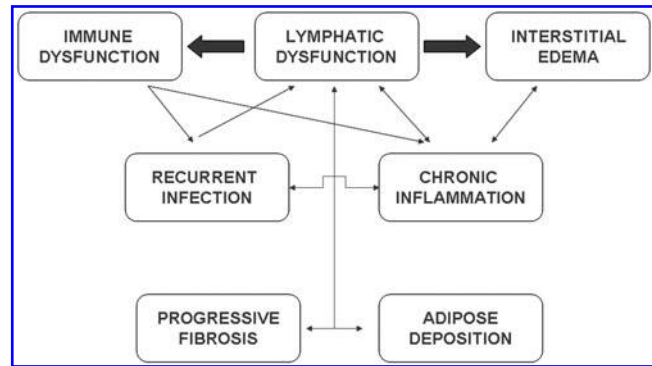 IMMUNE
DYSFUNCTION
LYMPHATIC
DYSFUNCTION
INTERSTITIAL
EDEMA
RECURRENT
INFECTION
CHRONIC
INFLAMMATION
PROGRESSIVE
FIBROSIS
ADIPOSE
DEPOSITION